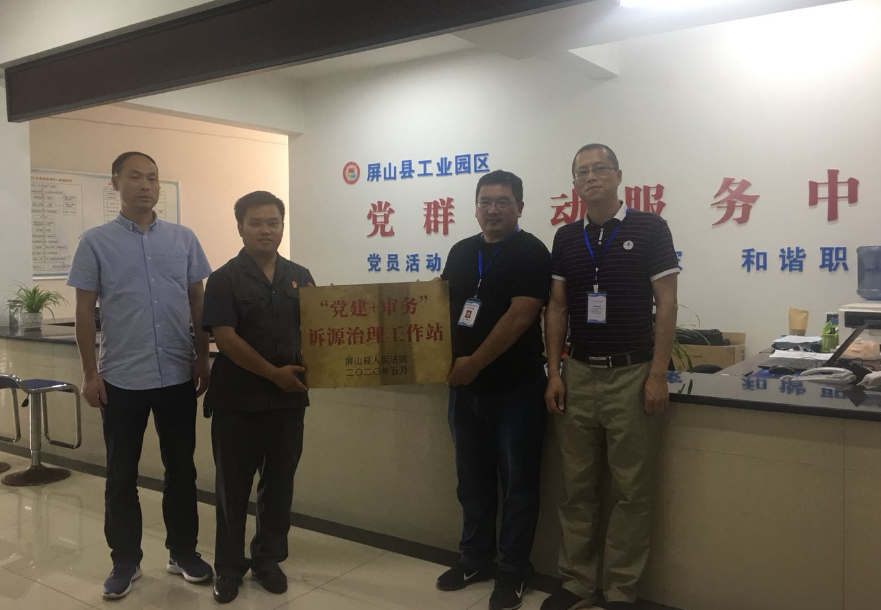 屏山县工业园区
党群 动服务中
党员活动 家 和谐职
“党建+审务”
诉源治理工作站
屏山县人民法院
二〇二〇年五月